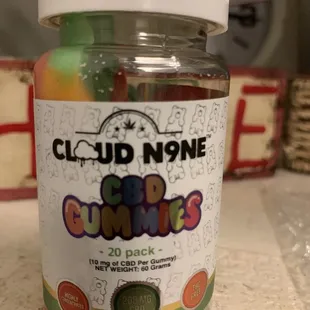 CLOUD N9NE
CBD
GUMMIES
- 20 pack -
(10 mg of CBD Per Gummy)
NET WEIGHT: 60 Grams